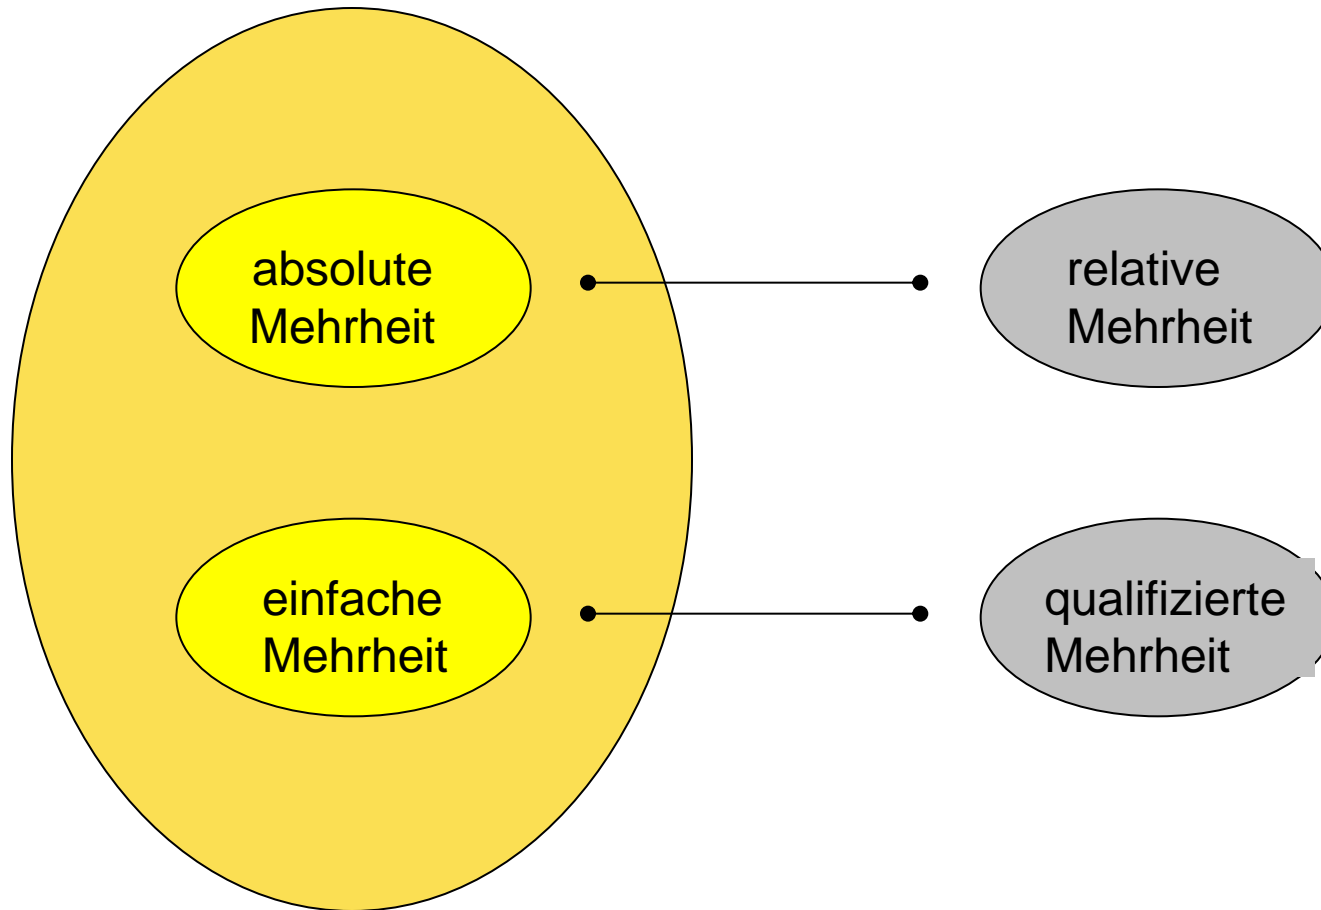 absolute
Mehrheit
relative
Mehrheit
einfache
Mehrheit
qualifizierte
Mehrheit